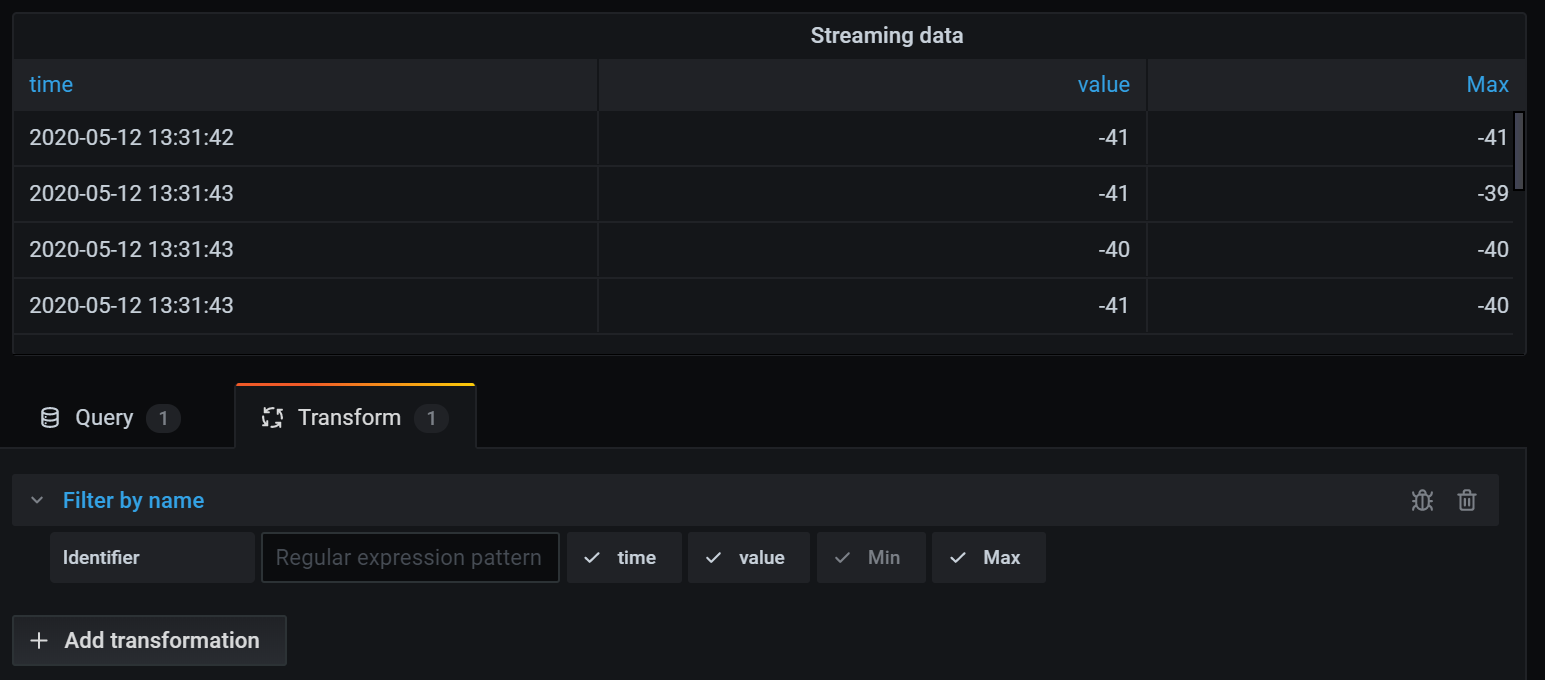 Streaming data
time value Max
2020-05-12 13:31:42 -41 -41
2020-05-12 13:31:43 -41 -39
2020-05-12 13:31:43 -40 -40
2020-05-12 13:31:43 -41 -40
Query 1 Transform 1
Filter by name
Identifier Regular expression pattern time value Min Max
+ Add transformation